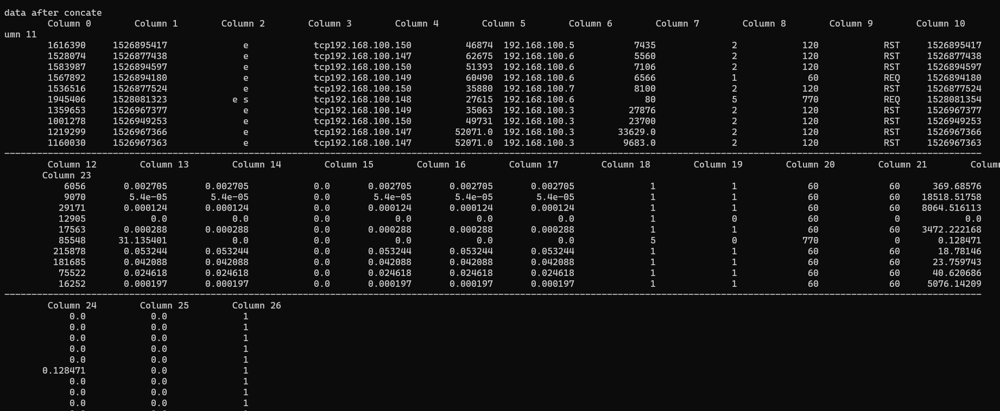 data after concate
Column 0 Column 1 Column 2 Column 3 Column 4 Column 5 Column 6 Column 7 Column 8 Column 9 Column 10
umn 11
1616390 1526895417 e tcp192.168.100.150 46874 192.168.100.5 7435 2 120 RST 1526895417
1528074 1526877438 e tcp192.168.100.147 62675 192.168.100.6 5560 2 120 RST 1526877438
1583987 1526894597 e tcp192.168.100.150 51393 192.168.100.6 7106 2 120 RST 1526894597
1567892 1526894180 e tcp192.168.100.149 60490 192.168.100.6 6566 1 60 REQ 1526894180
1536516 1526877524 e tcp192.168.100.150 35880 192.168.100.7 8100 2 120 RST 1526877524
1945406 1528081323 e s tcp192.168.100.148 27615 192.168.100.6 80 5 770 REQ 1528081354
1359653 1526967377 e tcp192.168.100.149 35063 192.168.100.3 27876 2 120 RST 1526967377
1001278 1526949253 e tcp192.168.100.150 49731 192.168.100.3 23700 2 120 RST 1526949253
1219299 1526967366 e tcp192.168.100.147 52071.0 192.168.100.3 33629.0 2 120 RST 1526967366
1160030 1526967363 e tcp192.168.100.147 52071.0 192.168.100.3 9683.0 2 120 RST 1526967363
Column 12 Column 13 Column 14 Column 15 Column 16 Column 17 Column 18 Column 19 Column 20 Column 21
Column 23
6056 0.002705 0.002705 0.0 0.002705 0.002705 0.002705 1 1 60 60 369.68576
9070 5.4e-05 5.4e-05 0.0 5.4e-05 5.4e-05 5.4e-05 1 1 60 60 18518.51758
29171 0.000124 0.000124 0.0 0.000124 0.000124 0.000124 1 1 60 60 8064.516113
12905 0.0 0.0 0.0 0.0 0.0 0.0 1 0 60 0 0.0
17563 0.000288 0.000288 0.0 0.000288 0.000288 0.000288 1 1 60 60 3472.222168
85548 31.135401 0.0 0.0 0.0 0.0 0.0 5 0 770 0 0.128471
215878 0.053244 0.053244 0.0 0.053244 0.053244 0.053244 1 1 60 60 18.78146
181685 0.042088 0.042088 0.0 0.042088 0.042088 0.042088 1 1 60 60 23.759743
75522 0.024618 0.024618 0.0 0.024618 0.024618 0.024618 1 1 60 60 40.620686
16252 0.000197 0.000197 0.0 0.000197 0.000197 0.000197 1 1 60 60 5076.14209
Column 24 Column 25 Column 26
0.0 0.0 1
0.0 0.0 1
0.0 0.0 1
0.0 0.0 1
0.0 0.0 1
0.128471 0.0 1
0.0 0.0 1
0.0 0.0 1
0.0 0.0 1